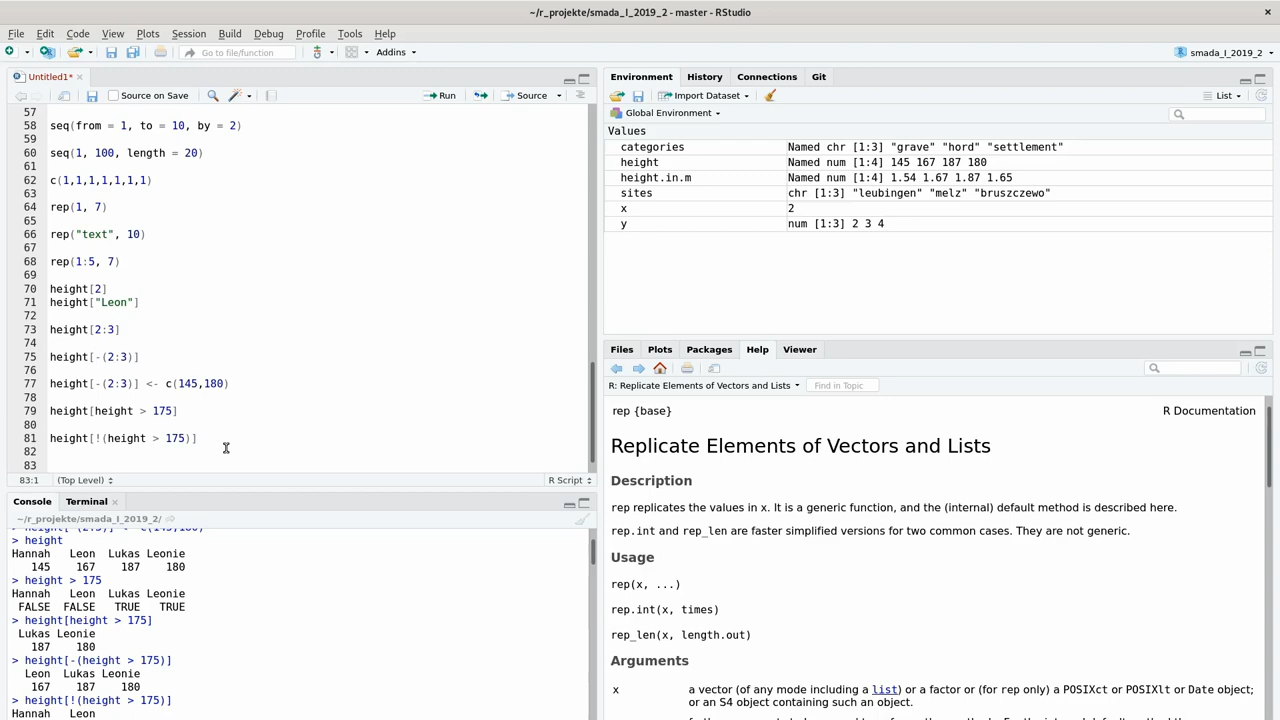 ~/r_projekte/smada_I_2019_2 - master - RStudio
File Edit Code View Plots Session Build Debug Profile Tools Help
Go to file/function Addins smada_I_2019_2
Untitled1*
Source on Save Run Source
57
58 seq(from = 1, to = 10, by = 2)
59
60 seq(1, 100, length = 20)
61
62 c(1,1,1,1,1,1,1)
63
64 rep(1, 7)
65
66 rep("text", 10)
67
68 rep(1:5, 7)
69
70 height[2]
71 height["Leon"]
72
73 height[2:3]
74
75 height[-(2:3)]
76
77 height[-(2:3)] <- c(145,180)
78
79 height[height > 175]
80
81 height[!(height > 175)]
82
83
83:1 (Top Level) R Script
Console Terminal
~/r_projekte/smada_I_2019_2/
> height[-(2:3)] <- c(145,180)
> height
Hannah Leon Lukas Leonie
145 167 187 180
> height > 175
Hannah Leon Lukas Leonie
FALSE FALSE TRUE TRUE
> height[height > 175]
Lukas Leonie
187 180
> height[-(height > 175)]
Leon Lukas Leonie
167 187 180
> height[!(height > 175)]
Hannah Leon
Environment History Connections Git
Import Dataset List
Global Environment
Values
categories Named chr [1:3] "grave" "hord" "settlement"
height Named num [1:4] 145 167 187 180
height.in.m Named num [1:4] 1.54 1.67 1.87 1.65
sites chr [1:3] "leubingen" "melz" "bruszczewo"
x 2
y num [1:3] 2 3 4
Files Plots Packages Help Viewer
R: Replicate Elements of Vectors and Lists Find in Topic
rep {base} R Documentation
Replicate Elements of Vectors and Lists
Description
rep replicates the values in x. It is a generic function, and the (internal) default method is described here.
rep.int and rep_len are faster simplified versions for two common cases. They are not generic.
Usage
rep(x, ...)
rep.int(x, times)
rep_len(x, length.out)
Arguments
x a vector (of any mode including a list) or a factor or (for rep only) a POSIXct or POSIXlt or Date object;
or an S4 object containing such an object.